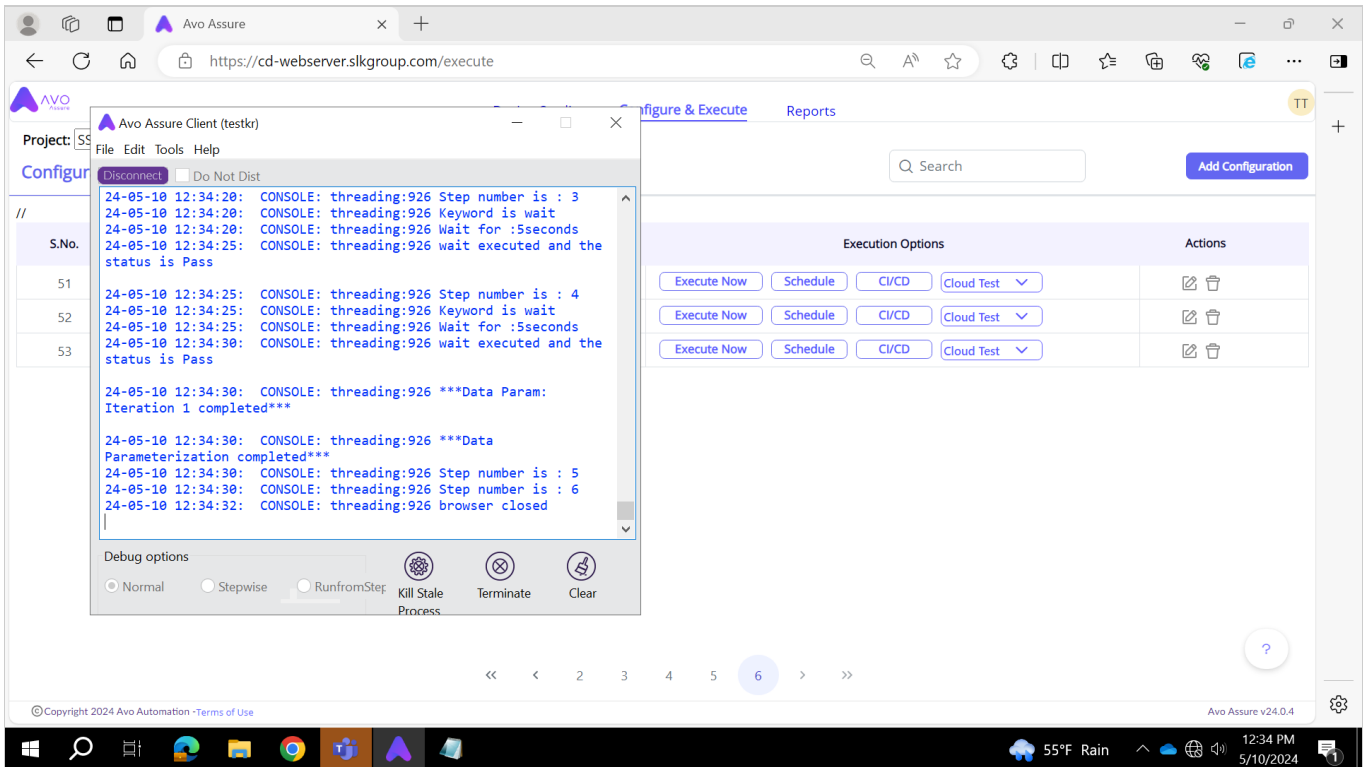 Avo Assure
https://cd-webserver.slkgroup.com/execute
AVO
Assure
nfigure & Execute
Reports
TT
Project: SS
Configur
Search
Add Configuration
//
S.No.
Execution Options
Actions
51
Execute Now Schedule CI/CD Cloud Test
52
Execute Now Schedule CI/CD Cloud Test
53
Execute Now Schedule CI/CD Cloud Test
Avo Assure Client (testkr)
File Edit Tools Help
Disconnect Do Not Dist
24-05-10 12:34:20: CONSOLE: threading:926 Step number is : 3
24-05-10 12:34:20: CONSOLE: threading:926 Keyword is wait
24-05-10 12:34:20: CONSOLE: threading:926 Wait for :5seconds
24-05-10 12:34:25: CONSOLE: threading:926 wait executed and the
status is Pass
24-05-10 12:34:25: CONSOLE: threading:926 Step number is : 4
24-05-10 12:34:25: CONSOLE: threading:926 Keyword is wait
24-05-10 12:34:25: CONSOLE: threading:926 Wait for :5seconds
24-05-10 12:34:30: CONSOLE: threading:926 wait executed and the
status is Pass
24-05-10 12:34:30: CONSOLE: threading:926 ***Data Param:
Iteration 1 completed***
24-05-10 12:34:30: CONSOLE: threading:926 ***Data
Parameterization completed***
24-05-10 12:34:30: CONSOLE: threading:926 Step number is : 5
24-05-10 12:34:30: CONSOLE: threading:926 Step number is : 6
24-05-10 12:34:32: CONSOLE: threading:926 browser closed
Debug options
Normal Stepwise RunfromStep
Kill Stale
Process
Terminate
Clear
« ‹ 2 3 4 5 6 › »
?
©Copyright 2024 Avo Automation -Terms of Use
Avo Assure v24.0.4
55°F Rain
12:34 PM
5/10/2024
1